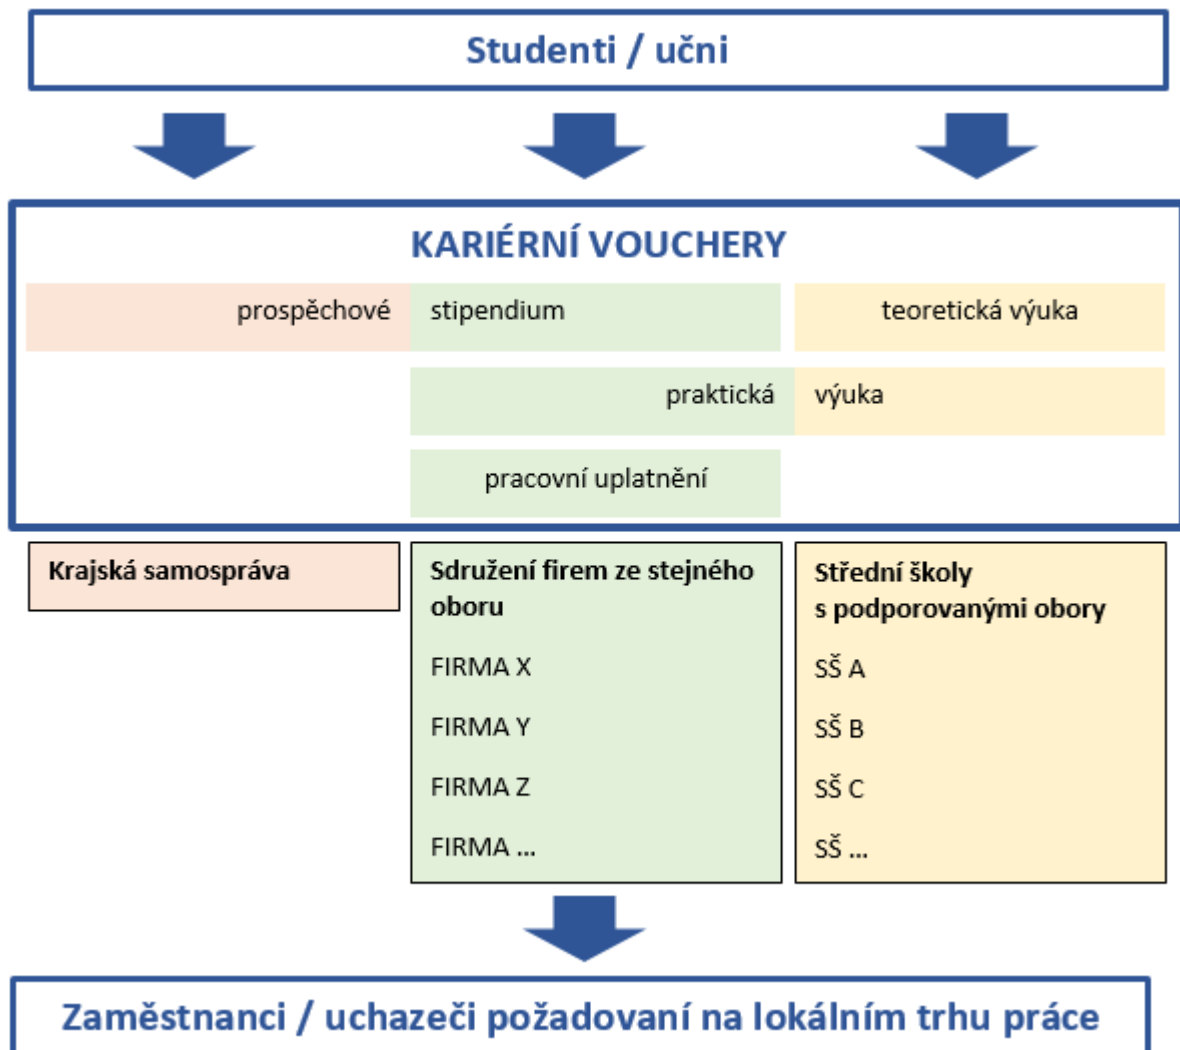 Studenti / učni
KARIÉRNÍ VOUCHERY
prospěchové stipendium
teoretická výuka
praktická výuka
pracovní uplatnění
Krajská samospráva
Sdružení firem ze stejného
oboru
FIRMA X
FIRMA Y
FIRMA Z
FIRMA ...
Střední školy
s podporovanými obory
SŠ A
SŠ B
SŠ C
SŠ ...
Zaměstnanci / uchazeči požadovaní na lokálním trhu práce